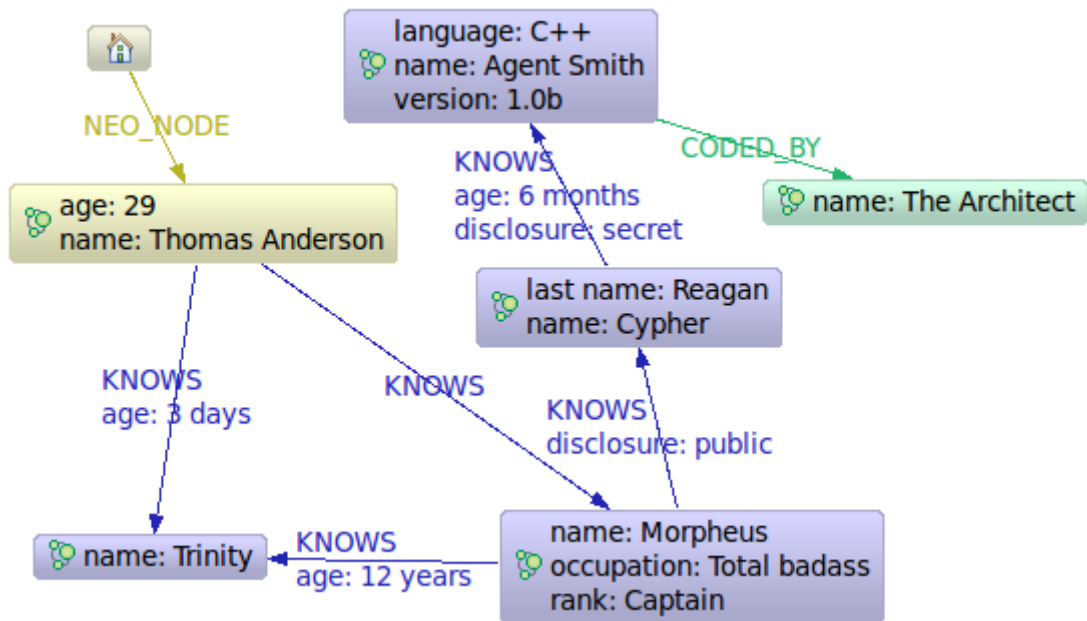 language: C++
name: Agent Smith
version: 1.0b
NEO_NODE
CODED_BY
KNOWS
age: 6 months
disclosure: secret
age: 29
name: Thomas Anderson
name: The Architect
last name: Reagan
name: Cypher
KNOWS
age: 3 days
KNOWS
KNOWS
disclosure: public
name: Trinity
KNOWS
age: 12 years
name: Morpheus
occupation: Total badass
rank: Captain